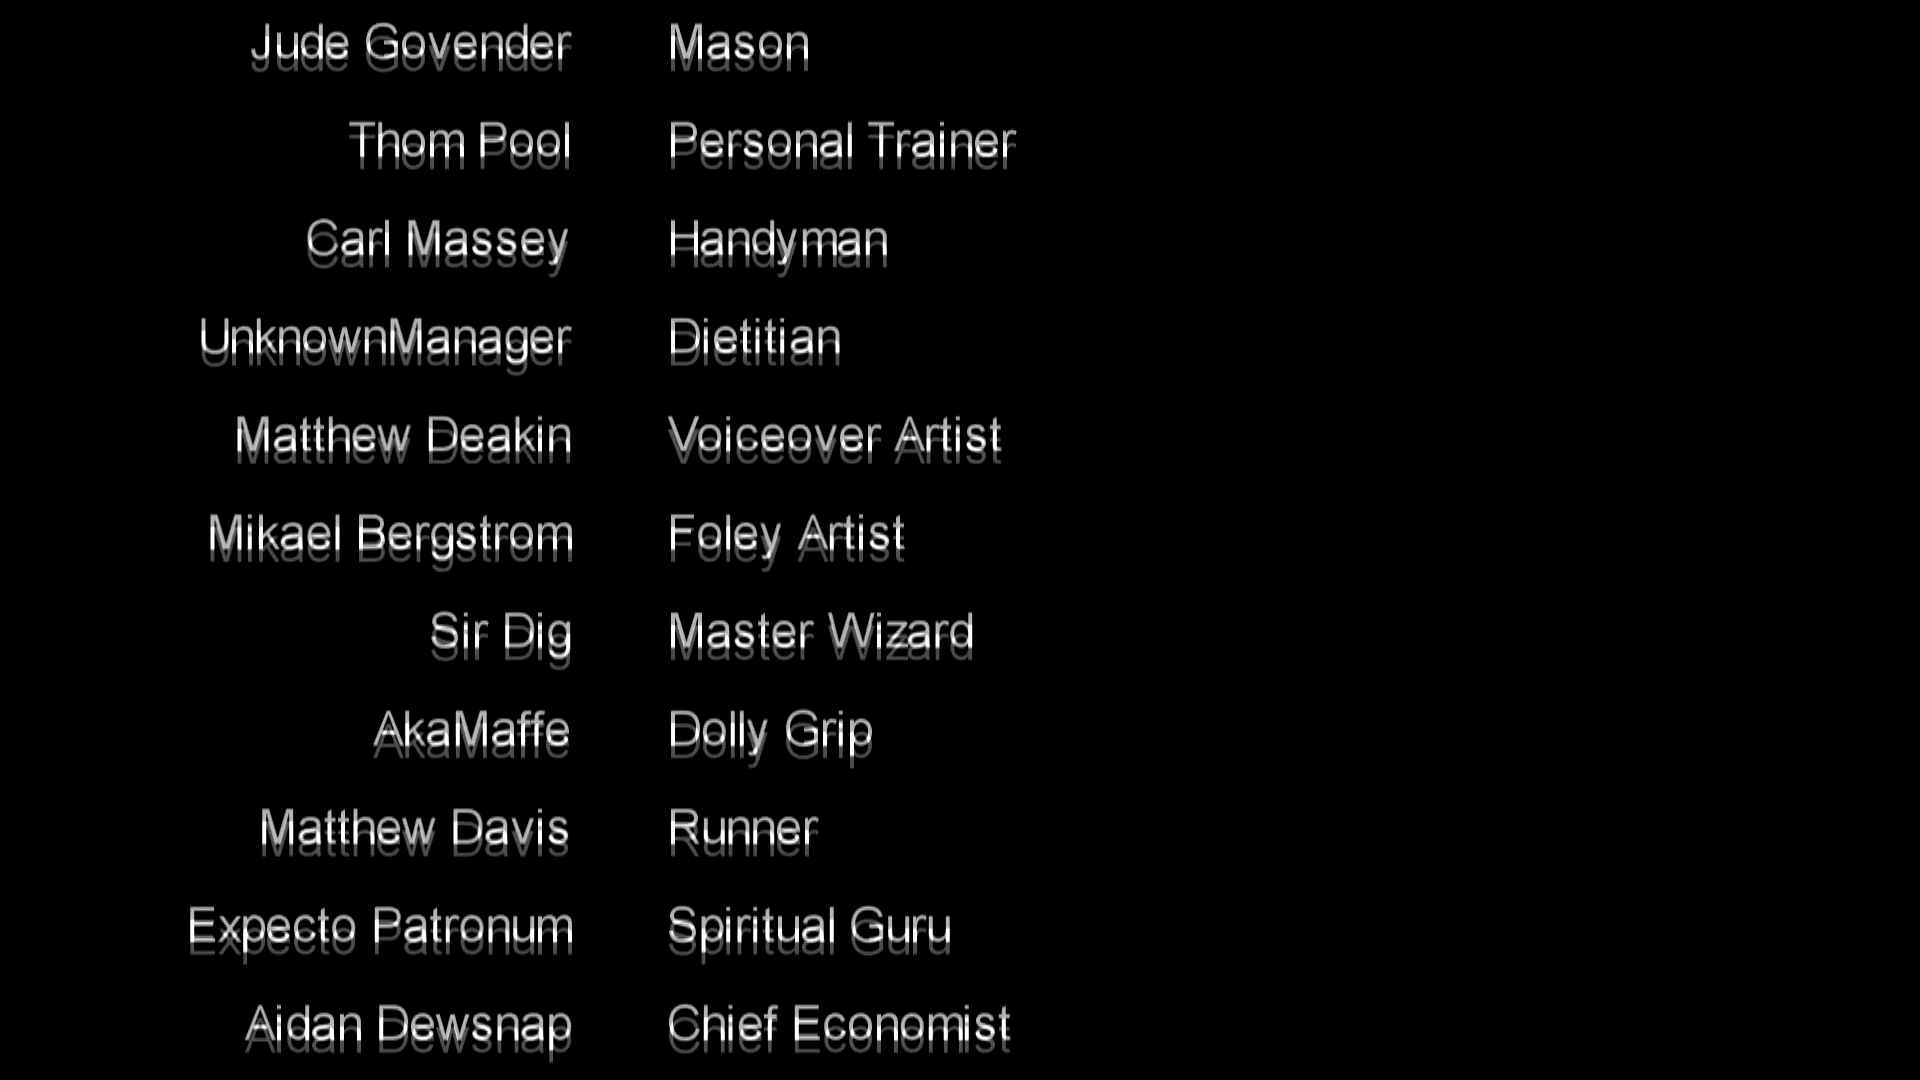 Jude Govender Mason
Thom Pool Personal Trainer
Carl Massey Handyman
UnknownManager Dietitian
Matthew Deakin Voiceover Artist
Mikael Bergstrom Foley Artist
Sir Dig Master Wizard
AkaMaffe Dolly Grip
Matthew Davis Runner
Expecto Patronum Spiritual Guru
Aidan Dewsnap Chief Economist